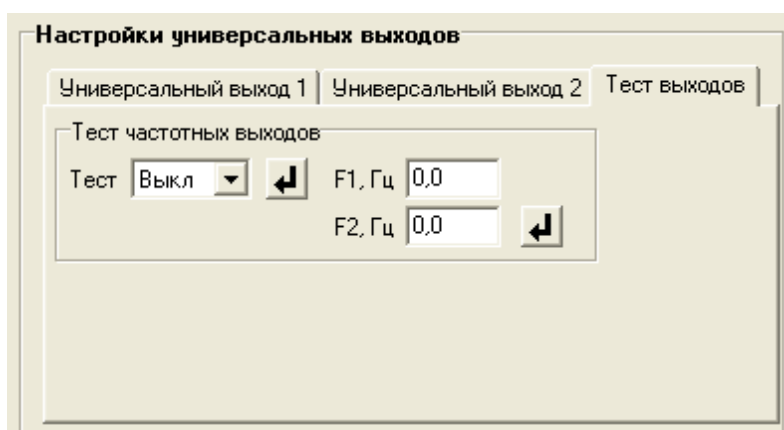 Настройки универсальных выходов
Универсальный выход 1 Универсальный выход 2 Тест выходов
Тест частотных выходов
Тест Выкл F1, Гц 0,0
F2, Гц 0,0